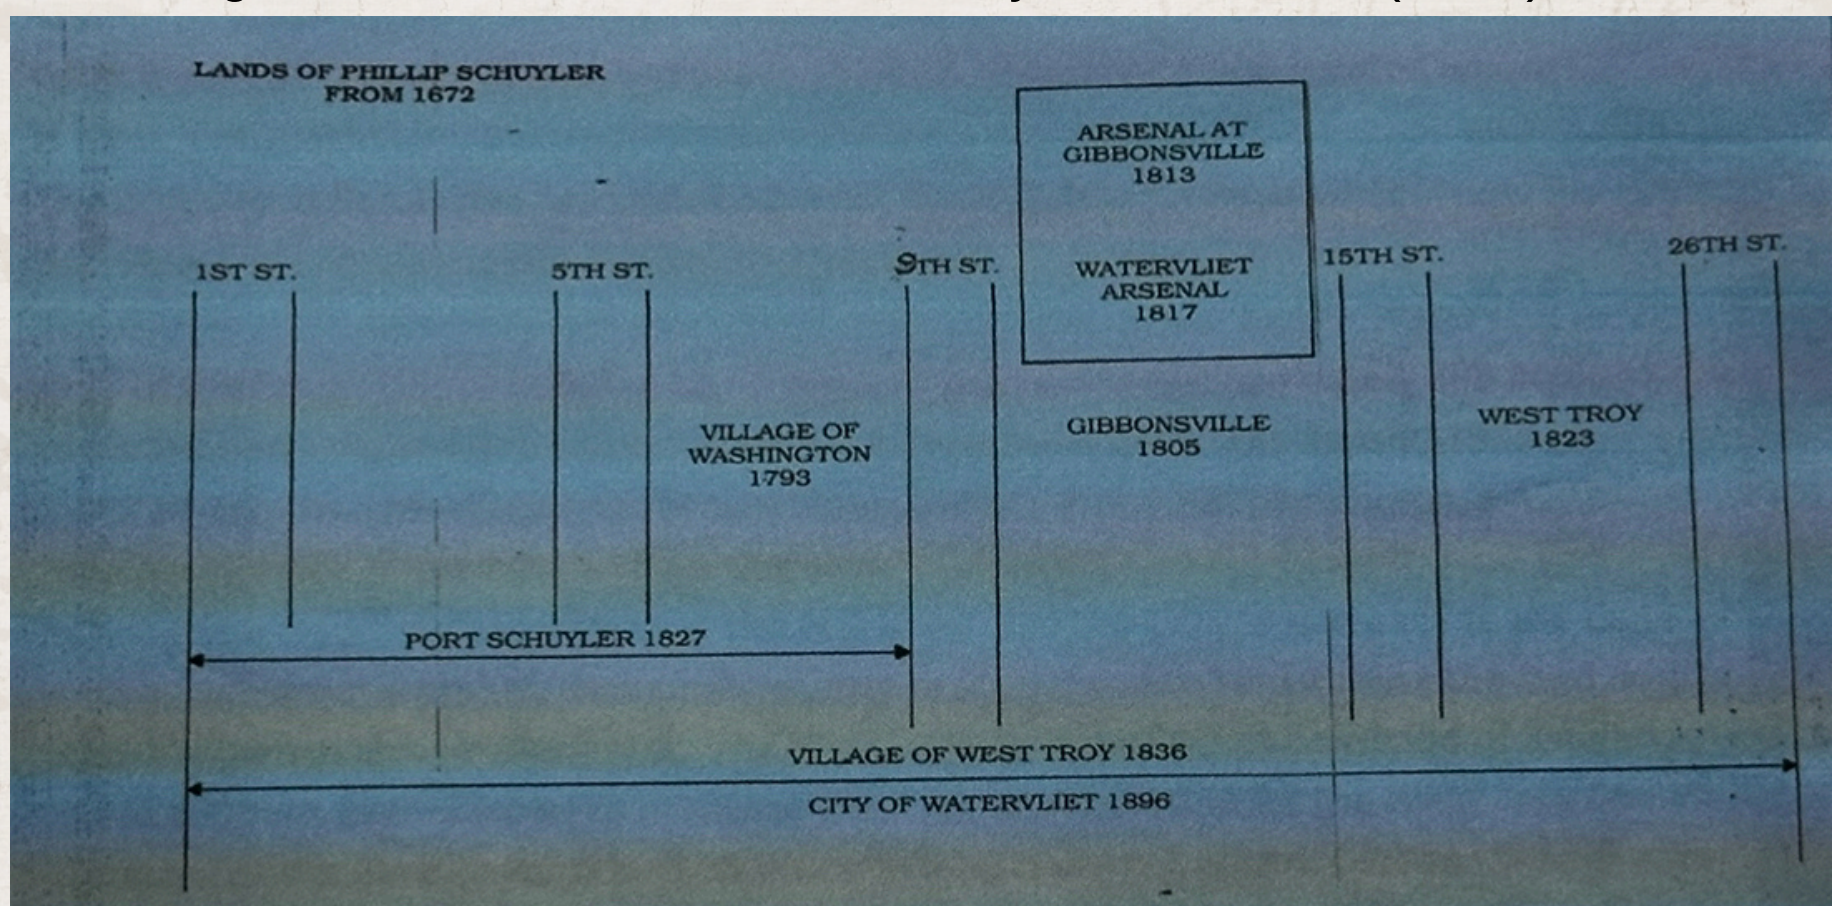 LANDS OF PHILLIP SCHUYLER
FROM 1672
ARSENAL AT
GIBBONSVILLE
1813
1ST ST.
5TH ST.
9TH ST.
WATERVLIET
ARSENAL
1817
15TH ST.
26TH ST.
VILLAGE OF
WASHINGTON
1793
GIBBONSVILLE
1805
WEST TROY
1823
PORT SCHUYLER 1827
VILLAGE OF WEST TROY 1836
CITY OF WATERVLIET 1896